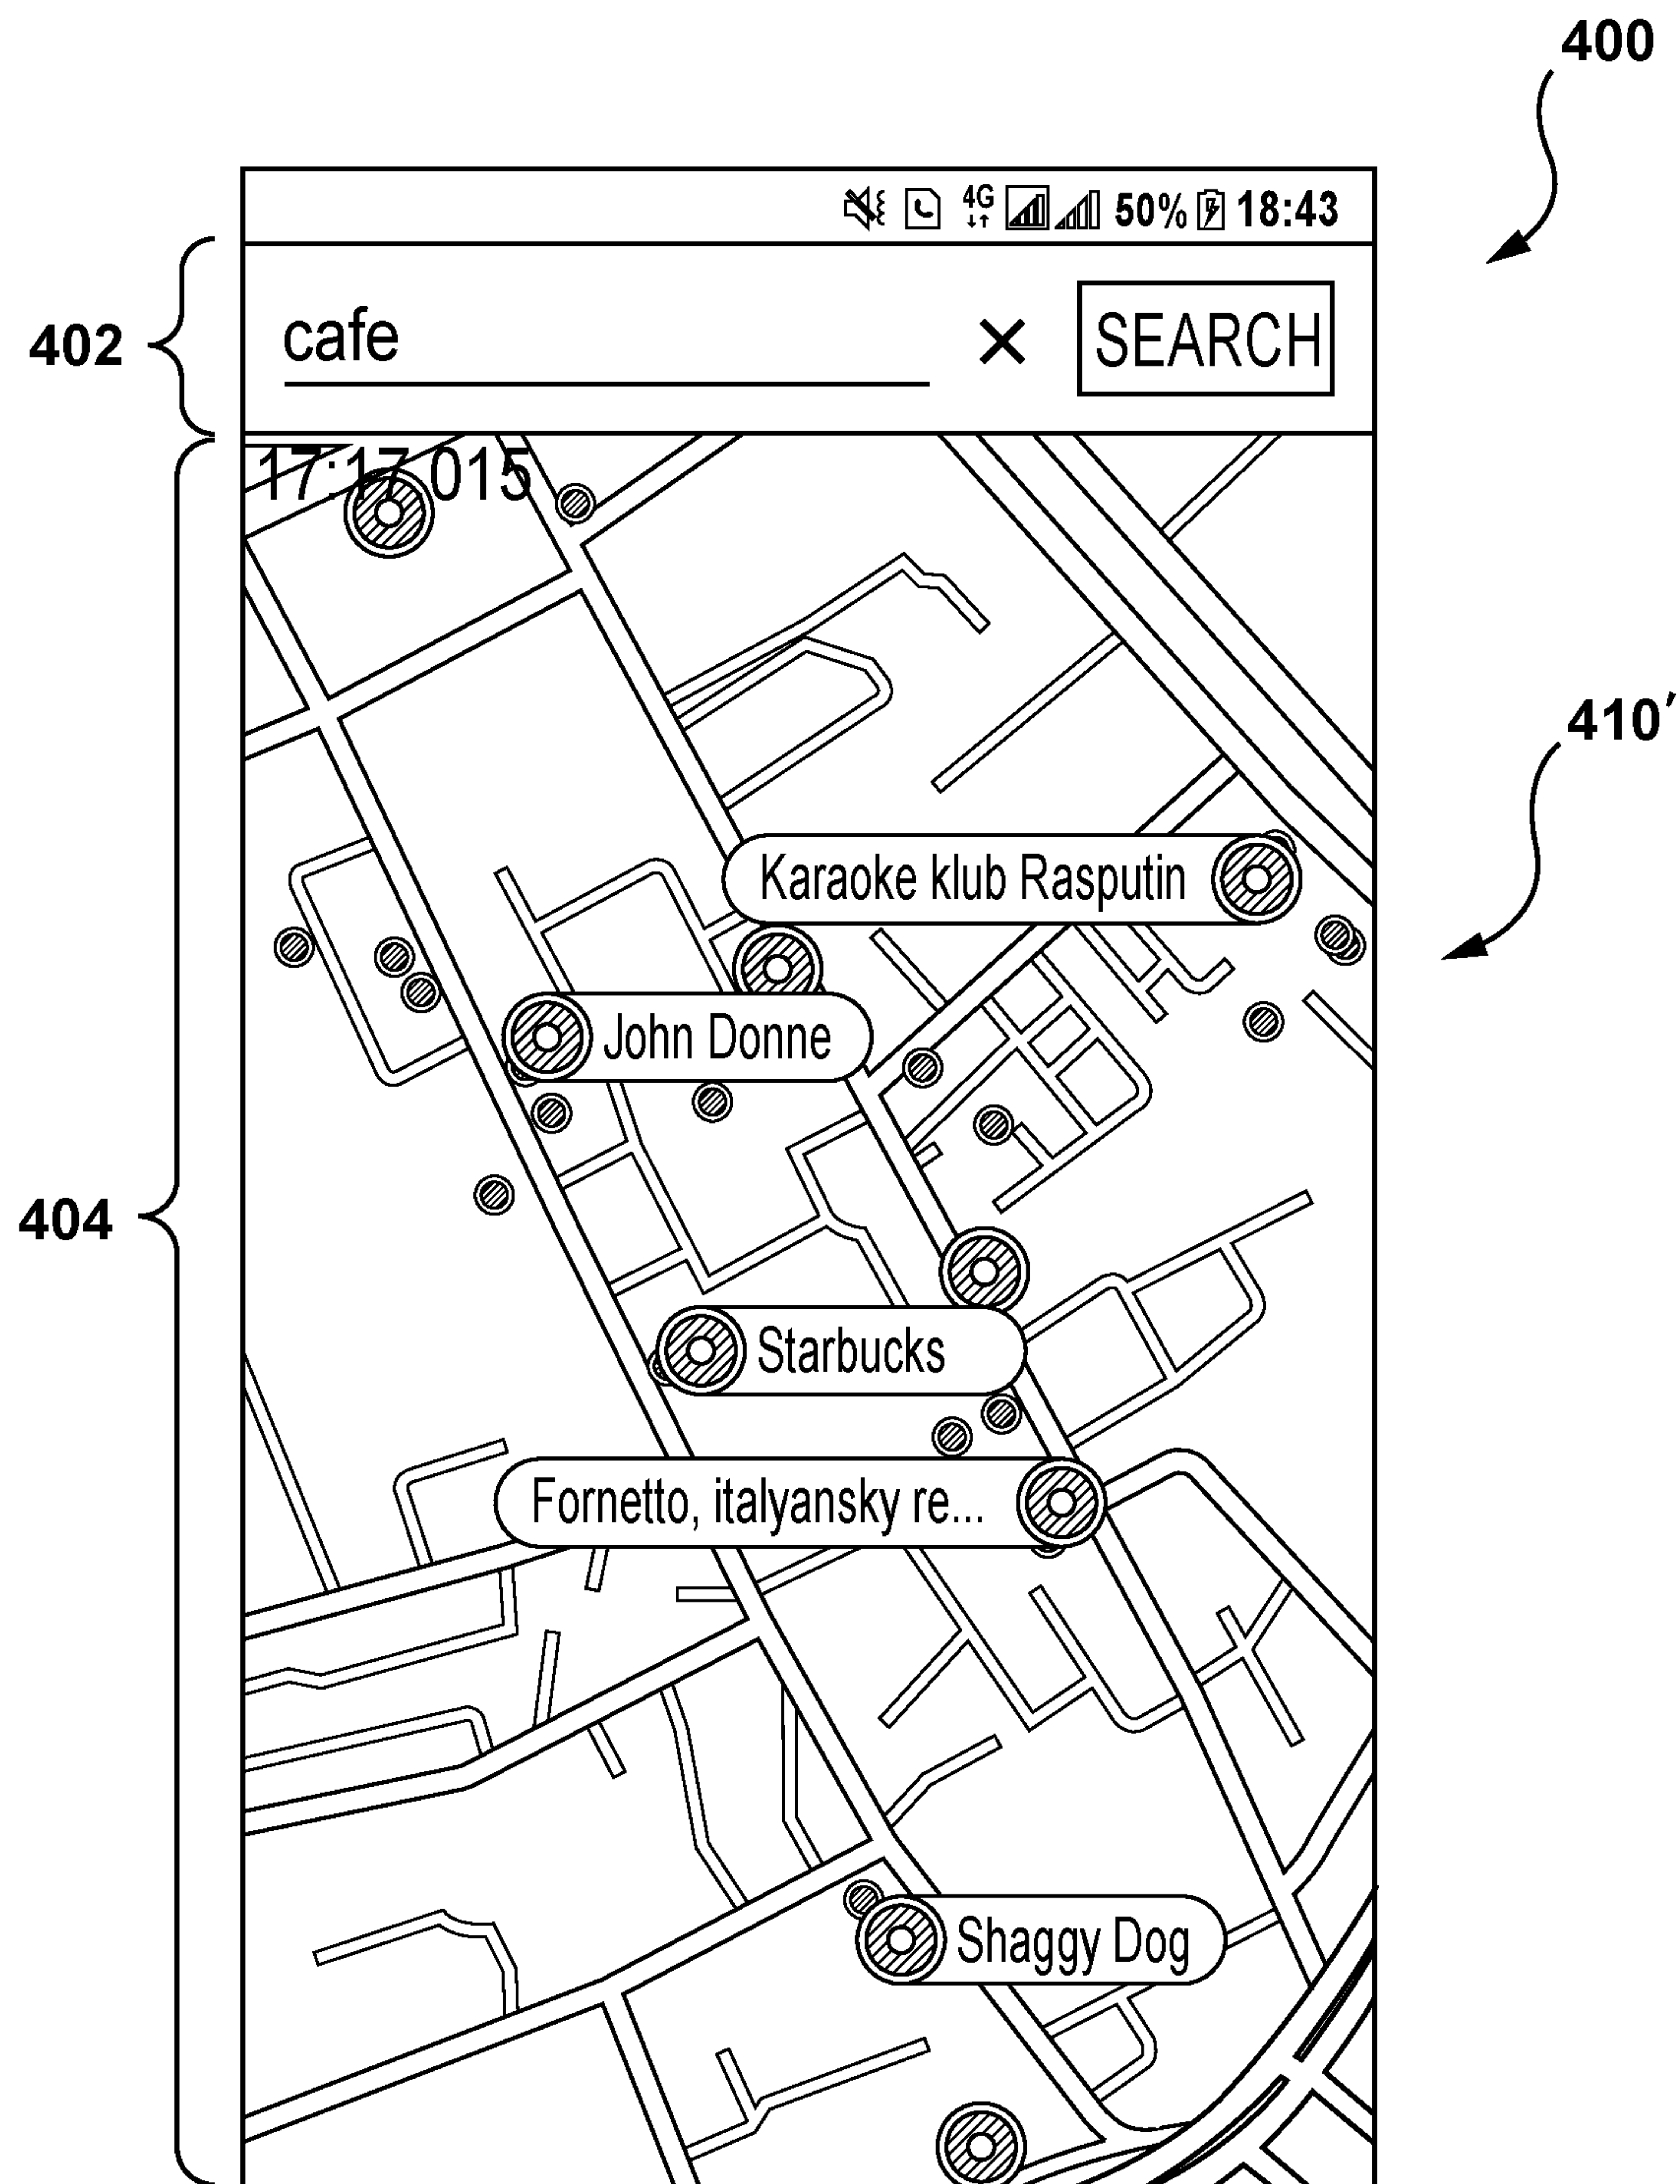 400
4G
50% 18:43
402
cafe × SEARCH
17:17 015
410'
Karaoke klub Rasputin
John Donne
404
Starbucks
Fornetto, italyansky re...
Shaggy Dog